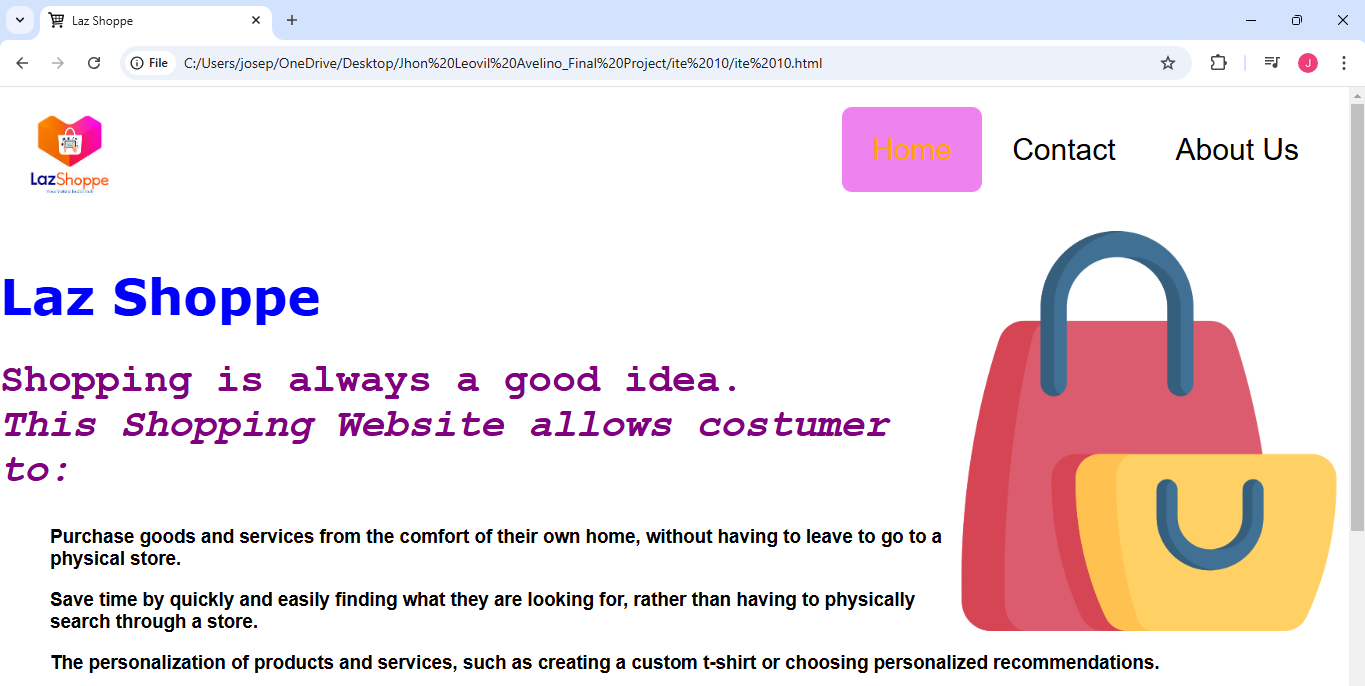 Laz Shoppe
File
C:/Users/josep/OneDrive/Desktop/Jhon%20Leovil%20Avelino_Final%20Project/ite%2010/ite%2010.html
J
LazShoppe
Home
Contact
About Us
Laz Shoppe
Shopping is always a good idea.
This Shopping Website allows costumer
to:
Purchase goods and services from the comfort of their own home, without having to leave to go to a
physical store.
Save time by quickly and easily finding what they are looking for, rather than having to physically
search through a store.
The personalization of products and services, such as creating a custom t-shirt or choosing personalized recommendations.